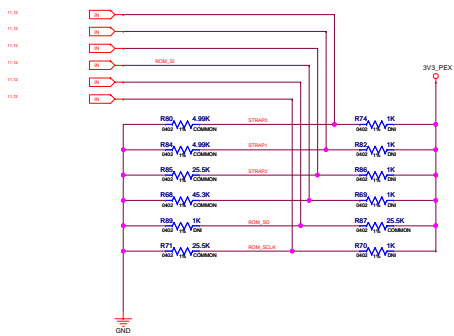 11,12
IN
11,12
IN
11,12
IN
11,12
IN
ROM_SI
11,12
IN
11,12
IN
3V3_PEX
R80 4.99K STRAP0 R74 1K
0402 1% COMMON 0402 1% DNI
R84 4.99K STRAP1 R82 1K
0402 1% COMMON 0402 1% DNI
R85 25.5K STRAP2 R86 1K
0402 1% COMMON 0402 1% DNI
R68 45.3K R69 1K
0402 1% COMMON 0402 1% DNI
R89 1K ROM_SO R87 25.5K
0402 1% DNI 0402 1% COMMON
R71 25.5K ROM_SCLK R70 1K
0402 1% COMMON 0402 1% DNI
GND